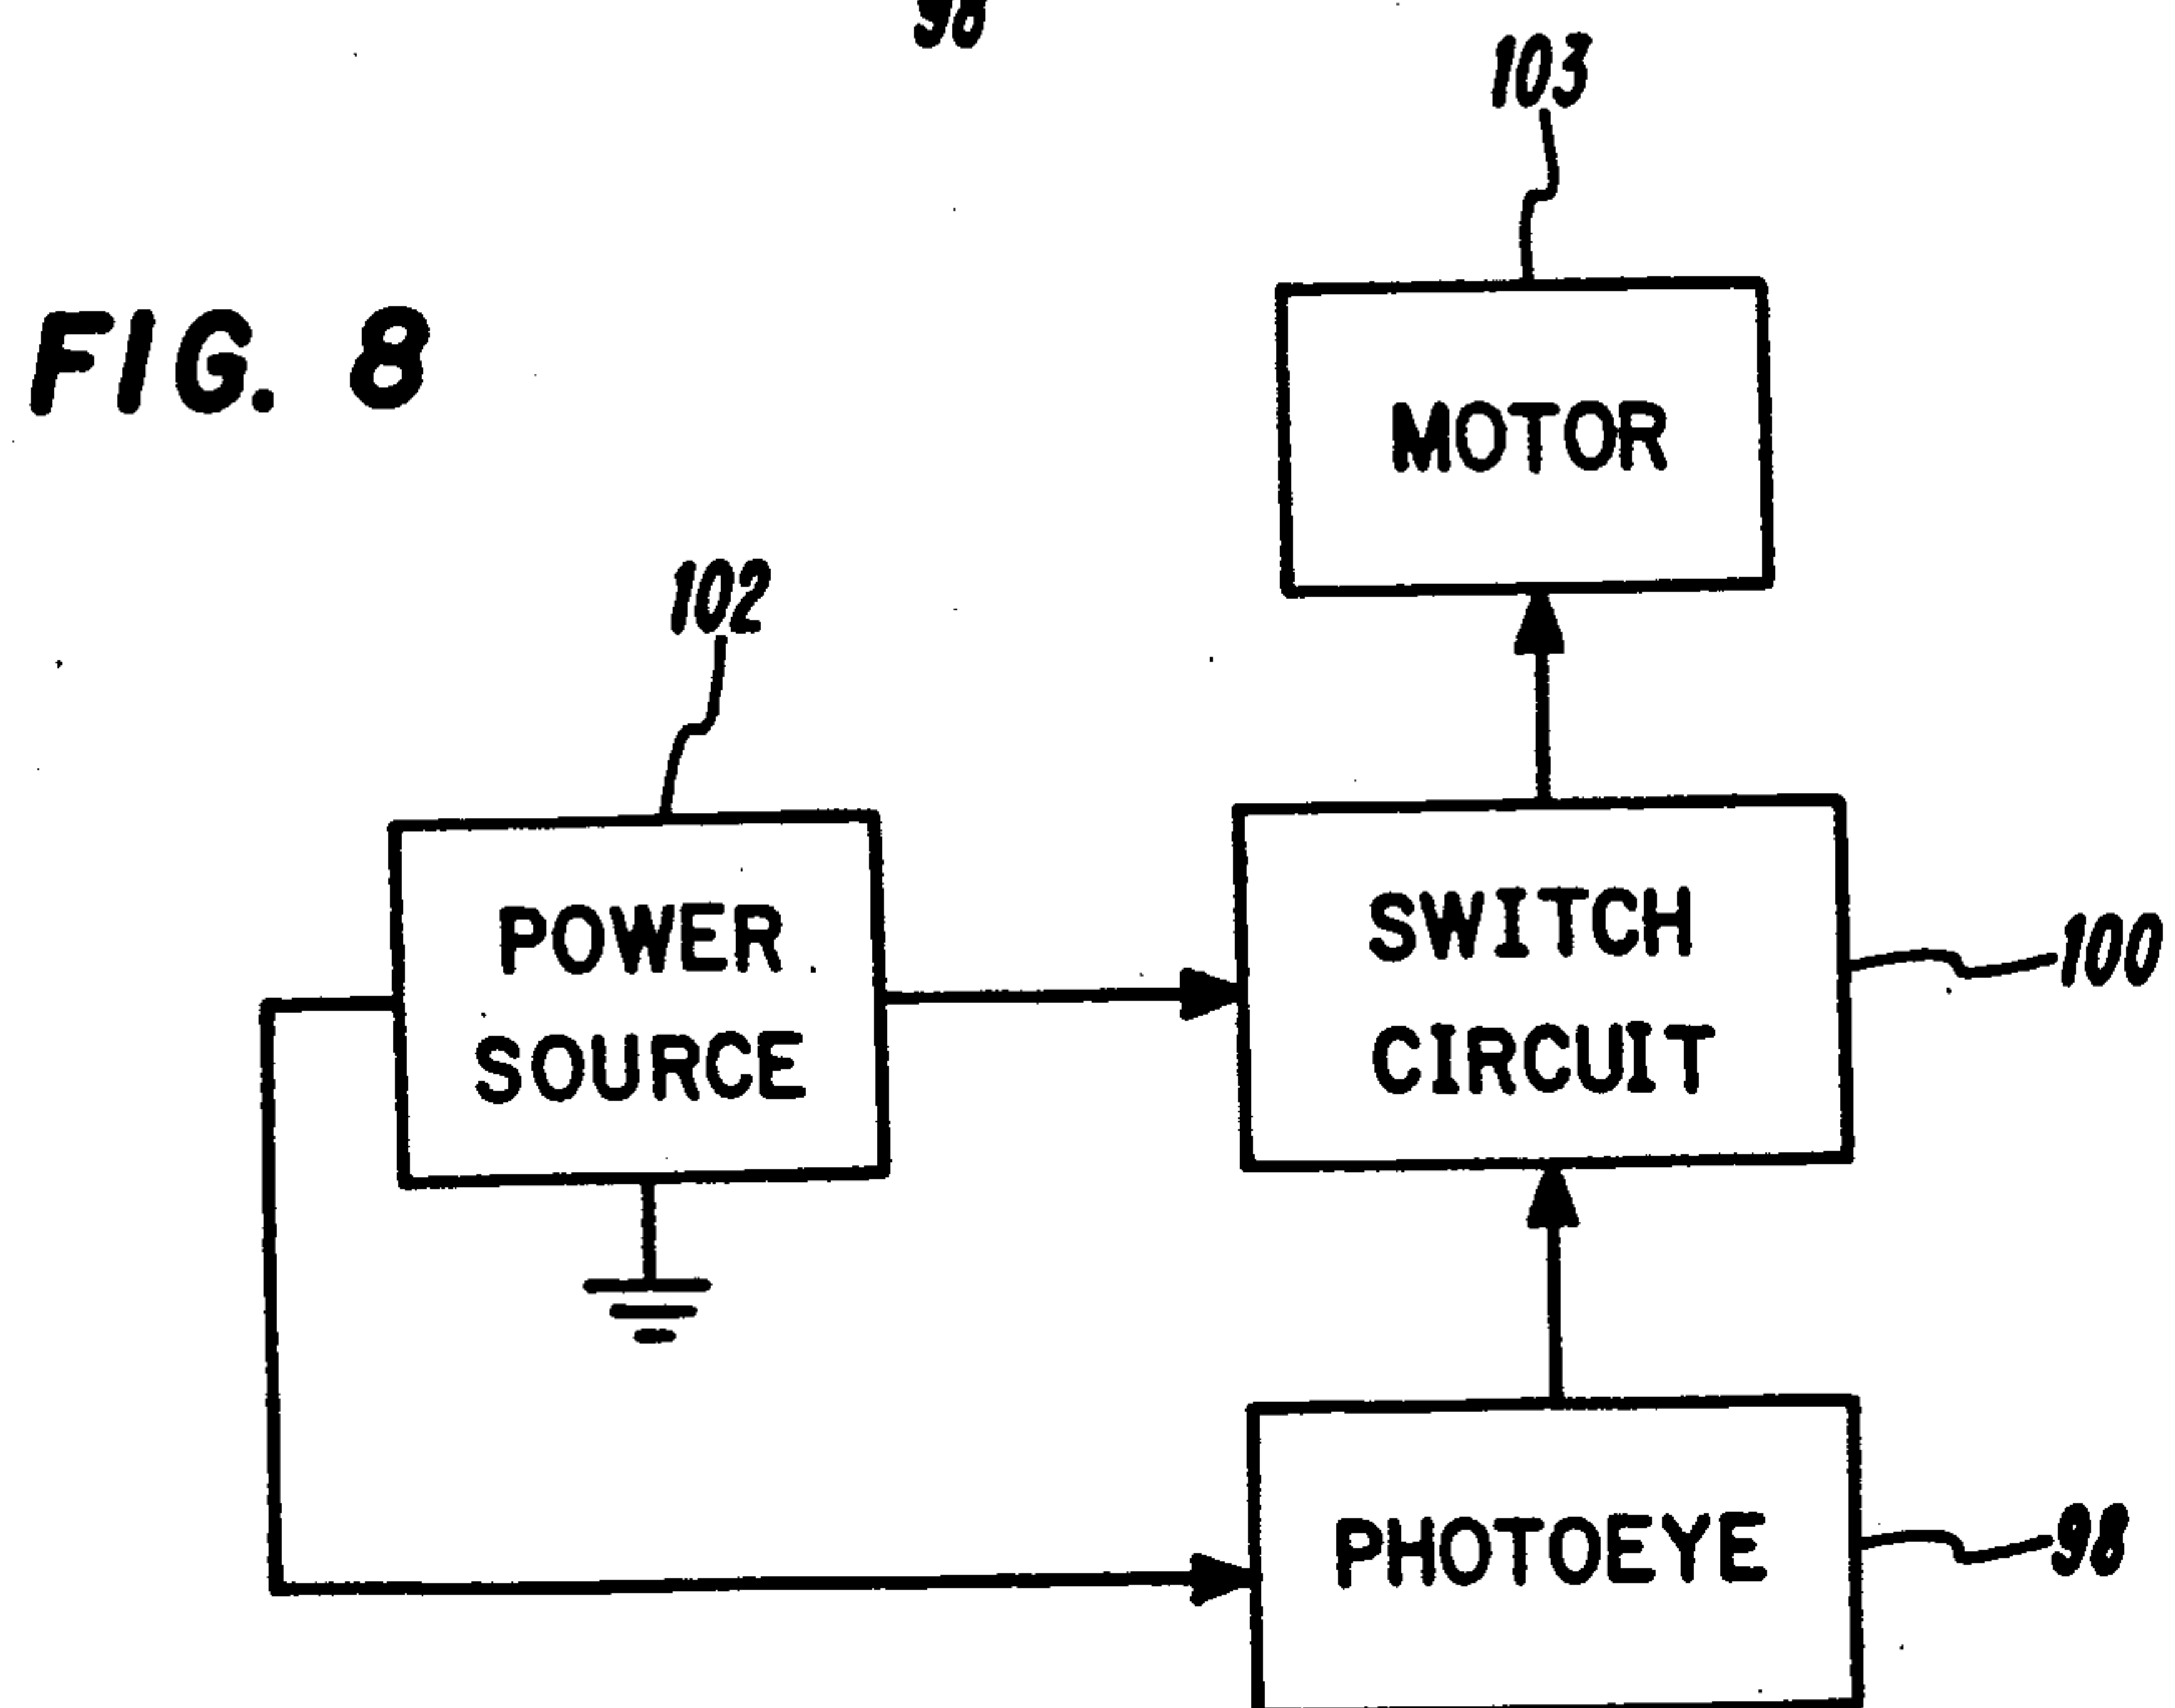 103
FIG. 8
MOTOR
102
POWER
SOURCE
SWITCH
CIRCUIT
100
PHOTOEYE
98